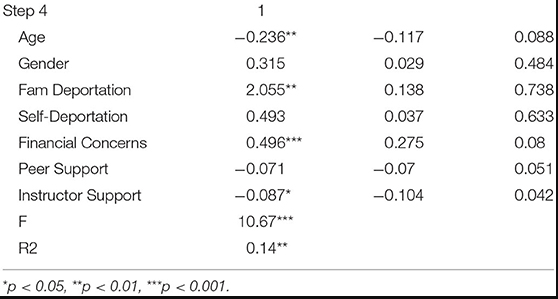 Step 4 1
Age −0.236** −0.117 0.088
Gender 0.315 0.029 0.484
Fam Deportation 2.055** 0.138 0.738
Self-Deportation 0.493 0.037 0.633
Financial Concerns 0.496*** 0.275 0.08
Peer Support −0.071 −0.07 0.051
Instructor Support −0.087* −0.104 0.042
F 10.67***
R2 0.14**
*p < 0.05, **p < 0.01, ***p < 0.001.